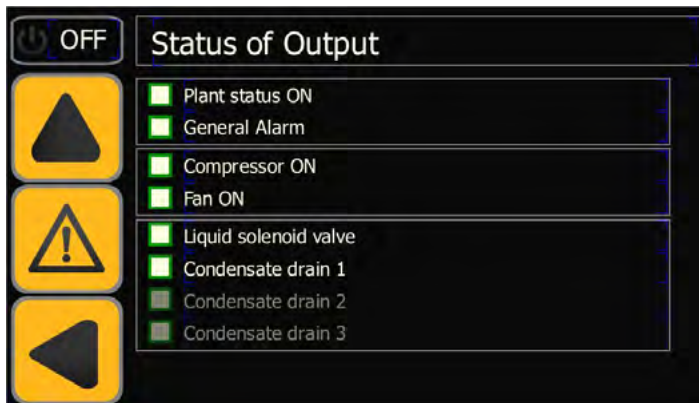 OFF
Status of Output
Plant status ON
General Alarm
Compressor ON
Fan ON
Liquid solenoid valve
Condensate drain 1
Condensate drain 2
Condensate drain 3